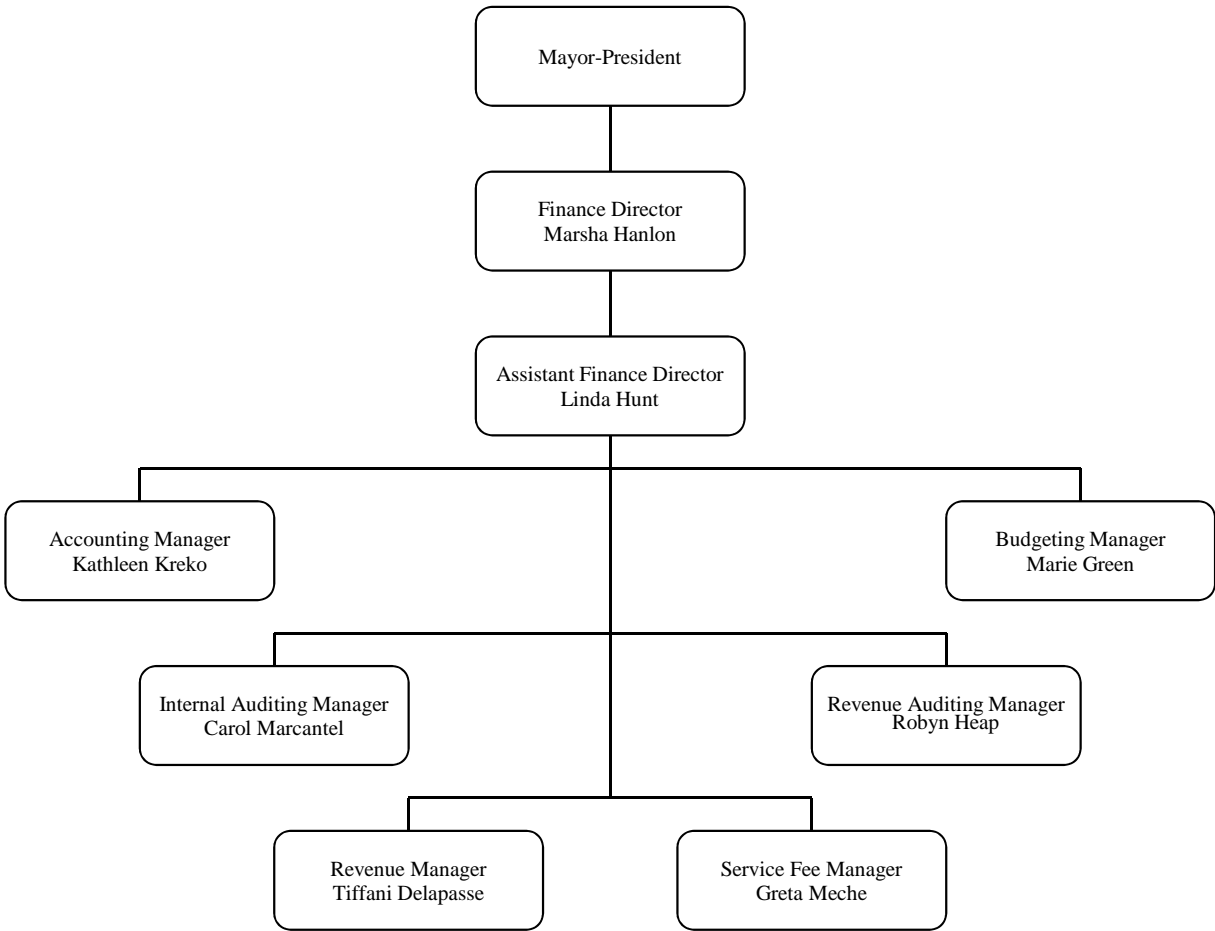 Mayor-President
Finance Director
Marsha Hanlon
Assistant Finance Director
Linda Hunt
Accounting Manager
Kathleen Kreko
Budgeting Manager
Marie Green
Internal Auditing Manager
Carol Marcantel
Revenue Auditing Manager
Robyn Heap
Revenue Manager
Tiffani Delapasse
Service Fee Manager
Greta Meche